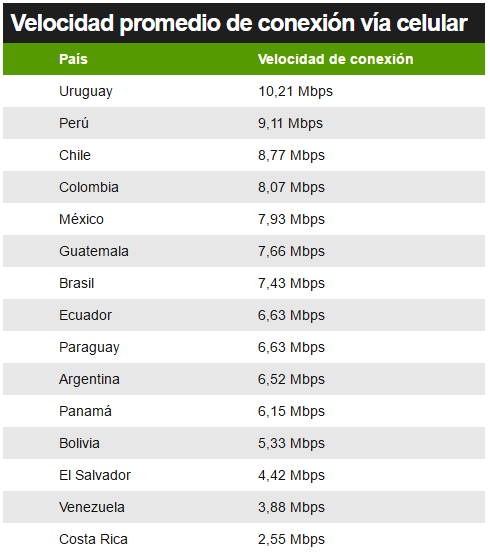 Velocidad promedio de conexión vía celular
País Velocidad de conexión
Uruguay 10,21 Mbps
Perú 9,11 Mbps
Chile 8,77 Mbps
Colombia 8,07 Mbps
México 7,93 Mbps
Guatemala 7,66 Mbps
Brasil 7,43 Mbps
Ecuador 6,63 Mbps
Paraguay 6,63 Mbps
Argentina 6,52 Mbps
Panamá 6,15 Mbps
Bolivia 5,33 Mbps
El Salvador 4,42 Mbps
Venezuela 3,88 Mbps
Costa Rica 2,55 Mbps